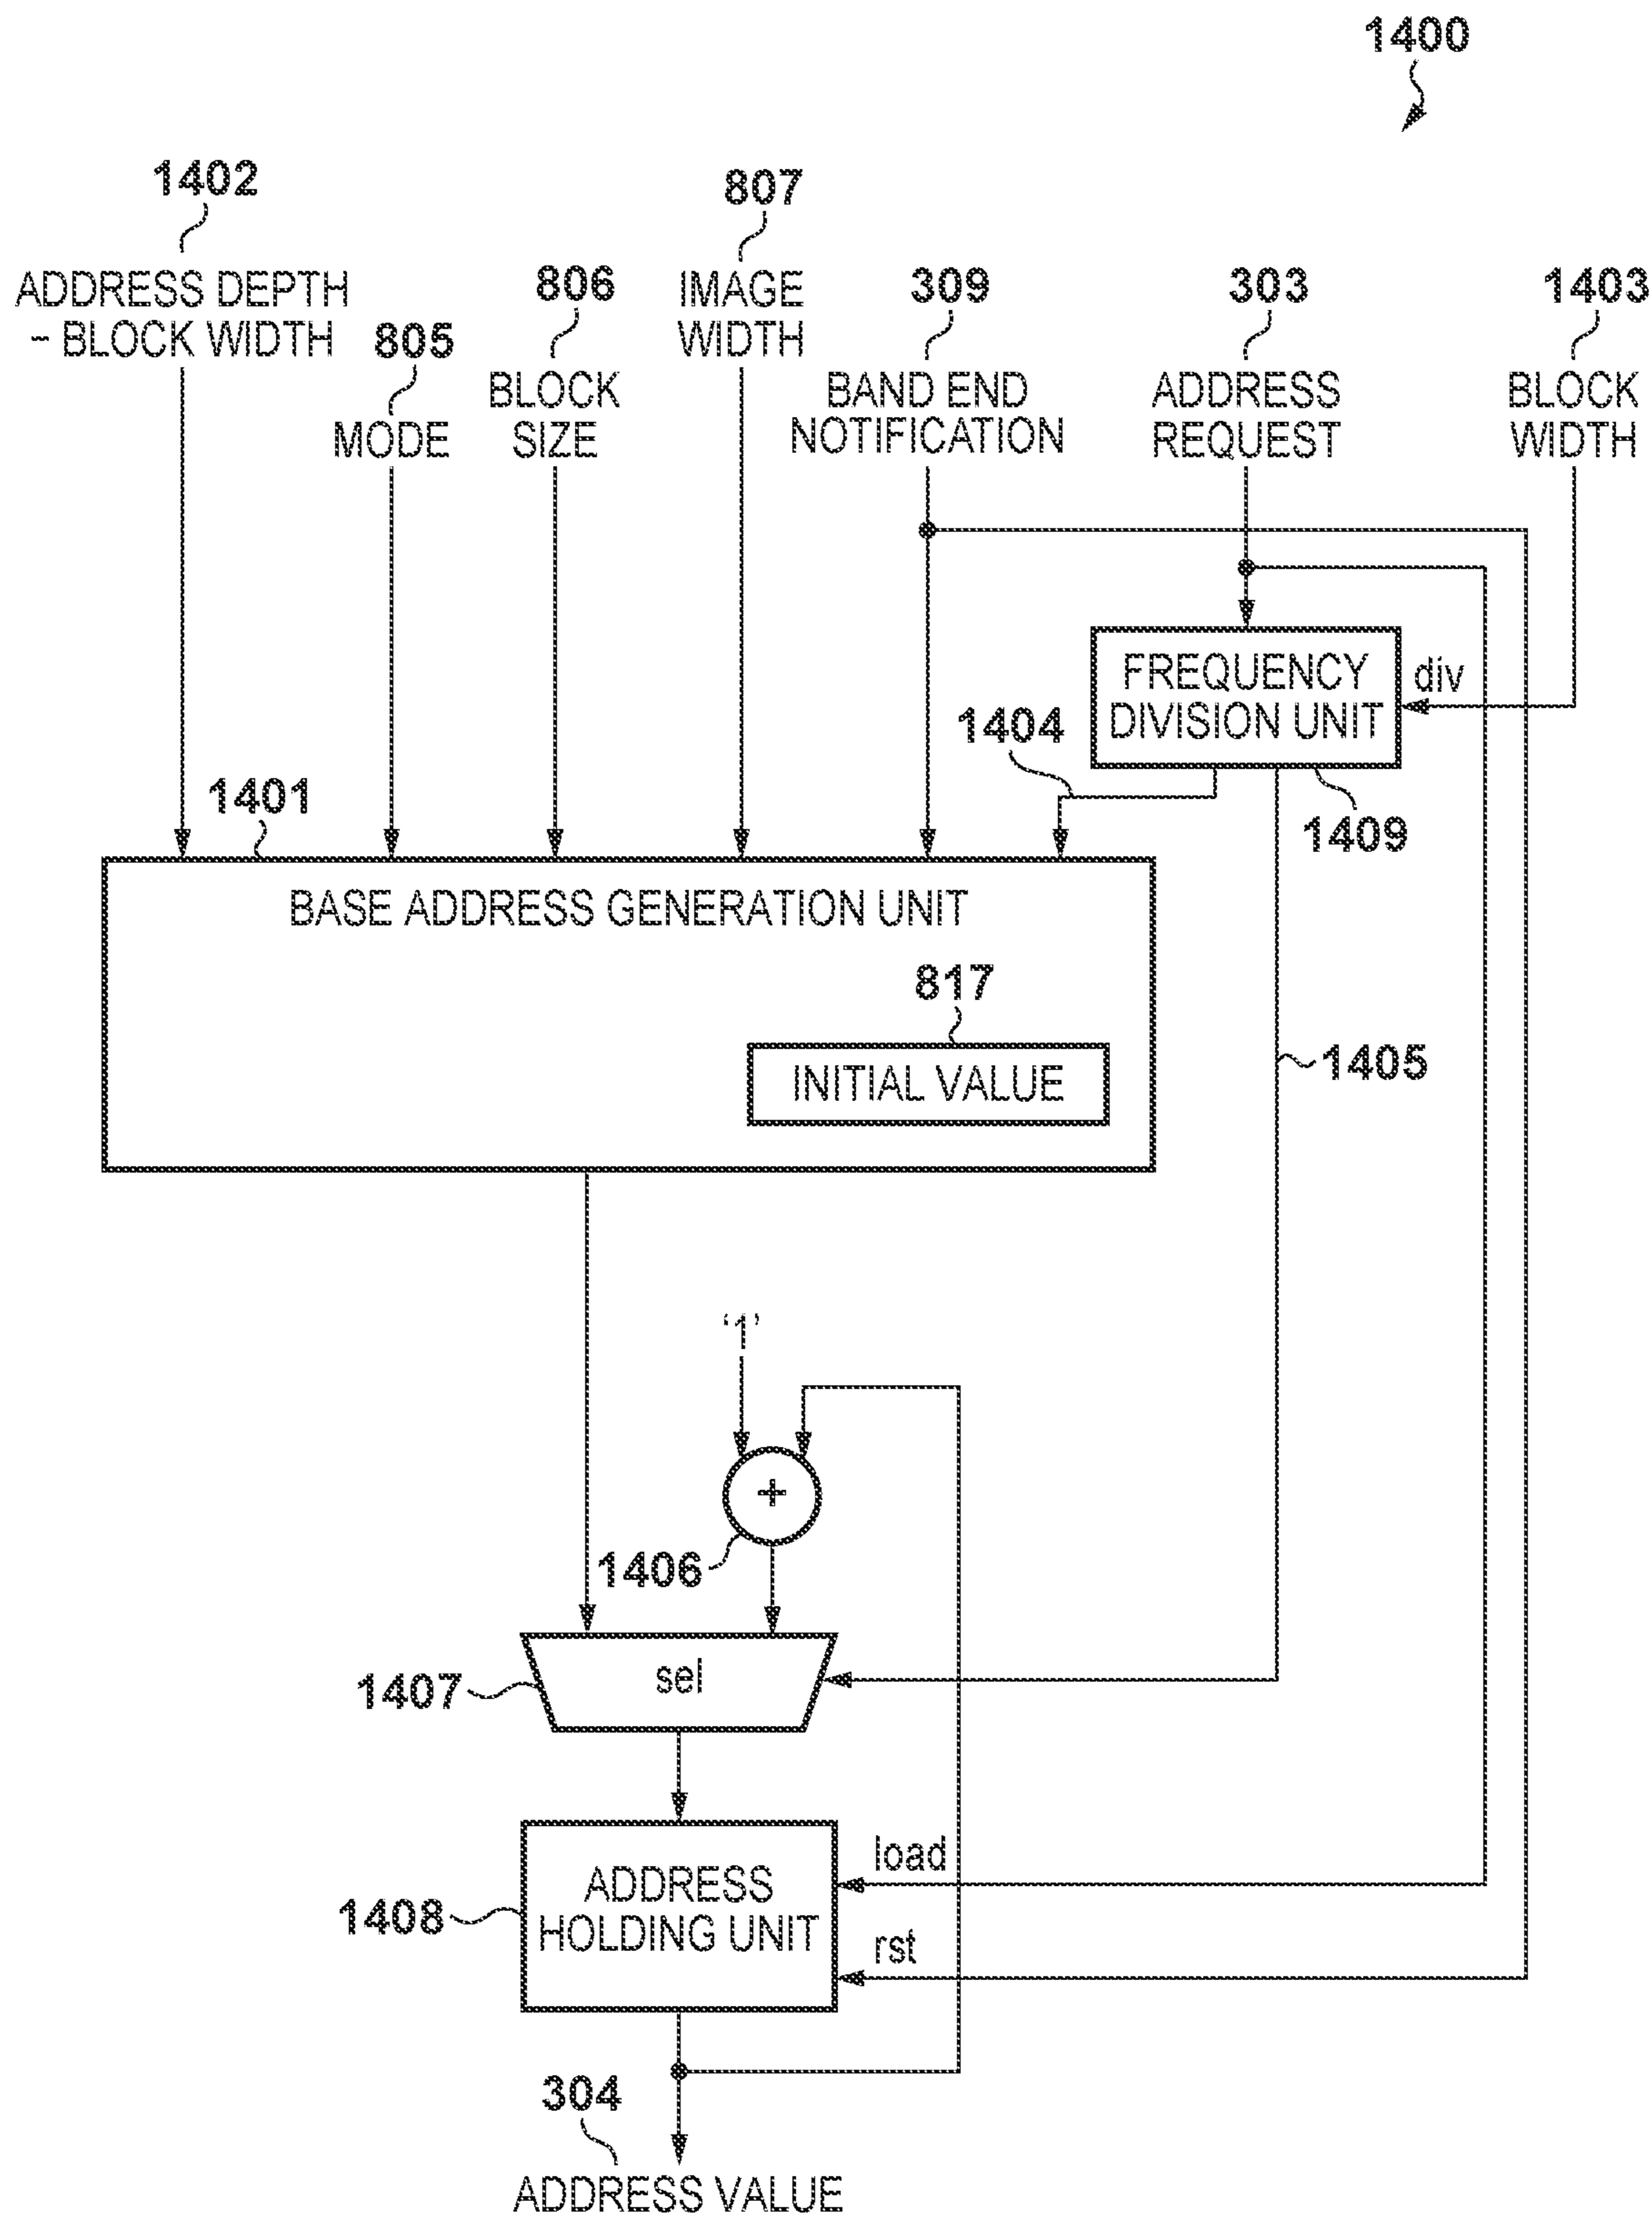 1400
1402
ADDRESS DEPTH
- BLOCK WIDTH
805
MODE
806
BLOCK
SIZE
807
IMAGE
WIDTH
309
BAND END
NOTIFICATION
303
ADDRESS
REQUEST
1403
BLOCK
WIDTH
FREQUENCY
DIVISION UNIT
div
1404
1409
1401
BASE ADDRESS GENERATION UNIT
817
INITIAL VALUE
1405
'1'
+
1406
sel
1407
ADDRESS
HOLDING UNIT
load
rst
1408
304
ADDRESS VALUE